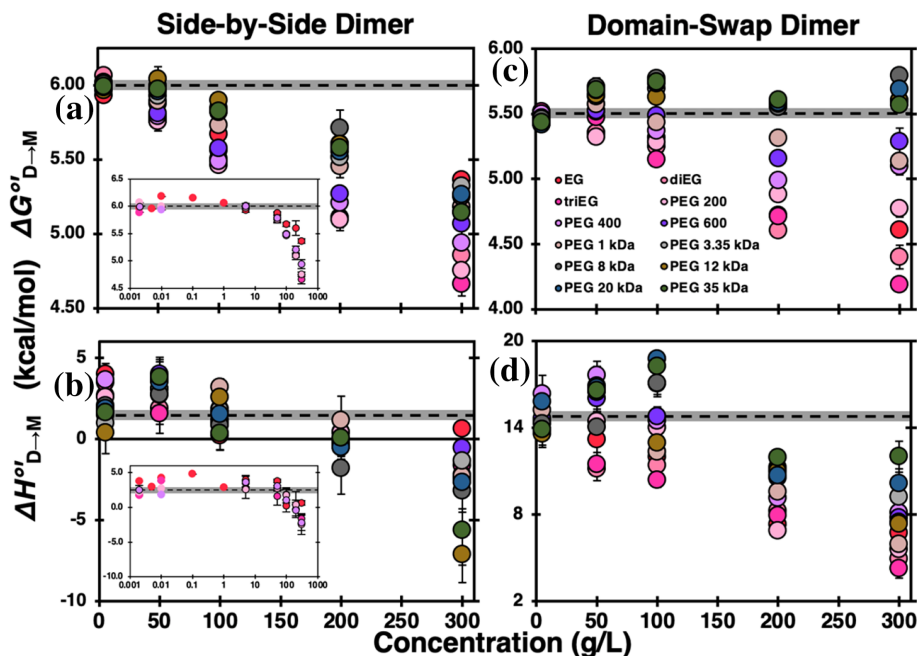 Side-by-Side Dimer
Domain-Swap Dimer
ΔG°'D→M
(kcal/mol)
ΔH°'D→M
(a)
6.00
5.50
5.00
4.50
6.5
6.0
5.5
5.0
4.5
0.001 0.01 0.1 1 10 100 1000
(c)
6.00
5.50
5.00
4.50
4.00
EG
diEG
triEG
PEG 200
PEG 400
PEG 600
PEG 1 kDa
PEG 3.35 kDa
PEG 8 kDa
PEG 12 kDa
PEG 20 kDa
PEG 35 kDa
(b)
5
0
-5
-10
5.0
2.5
0.0
-10.0
0.001 0.01 0.1 1 10 100 1000
(d)
20
14
8
2
0 50 100 150 200 250 300
0 50 100 150 200 250 300
Concentration (g/L)